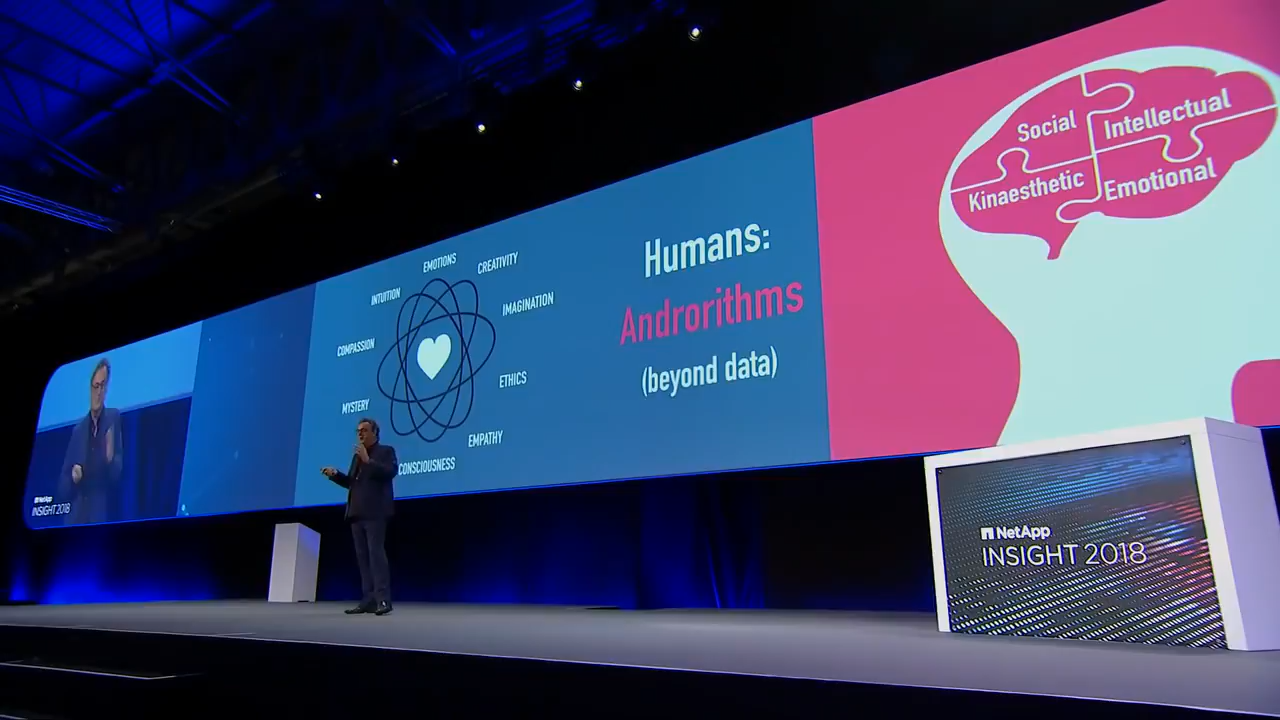 EMOTIONS
CREATIVITY
INTUITION
IMAGINATION
COMPASSION
ETHICS
MYSTERY
EMPATHY
CONSCIOUSNESS
Humans:
Androrithms
(beyond data)
Social
Intellectual
Kinaesthetic
Emotional
NetApp
INSIGHT 2018
NetApp
INSIGHT 2018